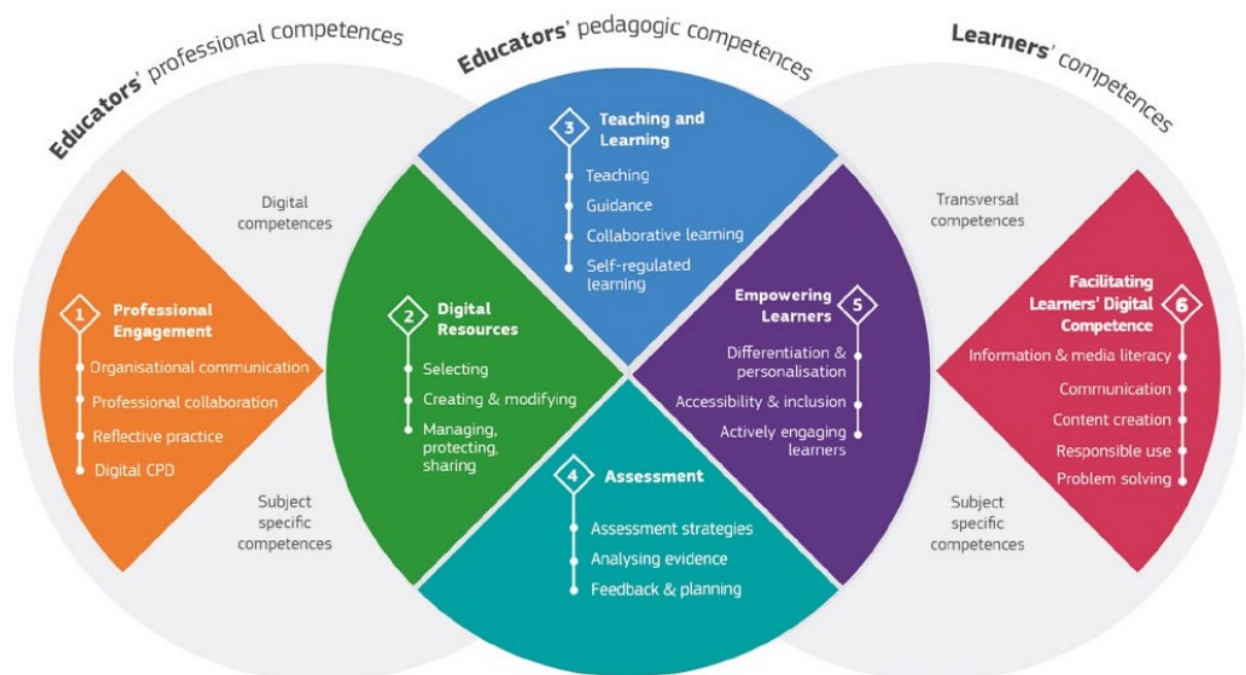 Educators' professional competences
Educators' pedagogic competences
Learners' competences
Digital
competences
Subject
specific
competences
1
Professional
Engagement
Organisational communication
Professional collaboration
Reflective practice
Digital CPD
2
Digital
Resources
Selecting
Creating & modifying
Managing,
protecting,
sharing
3
Teaching and
Learning
Teaching
Guidance
Collaborative learning
Self-regulated
learning
4
Assessment
Assessment strategies
Analysing evidence
Feedback & planning
Empowering
Learners
5
Differentiation &
personalisation
Accessibility & inclusion
Actively engaging
learners
Transversal
competences
Subject
specific
competences
Facilitating
Learners' Digital
Competence
6
Information & media literacy
Communication
Content creation
Responsible use
Problem solving